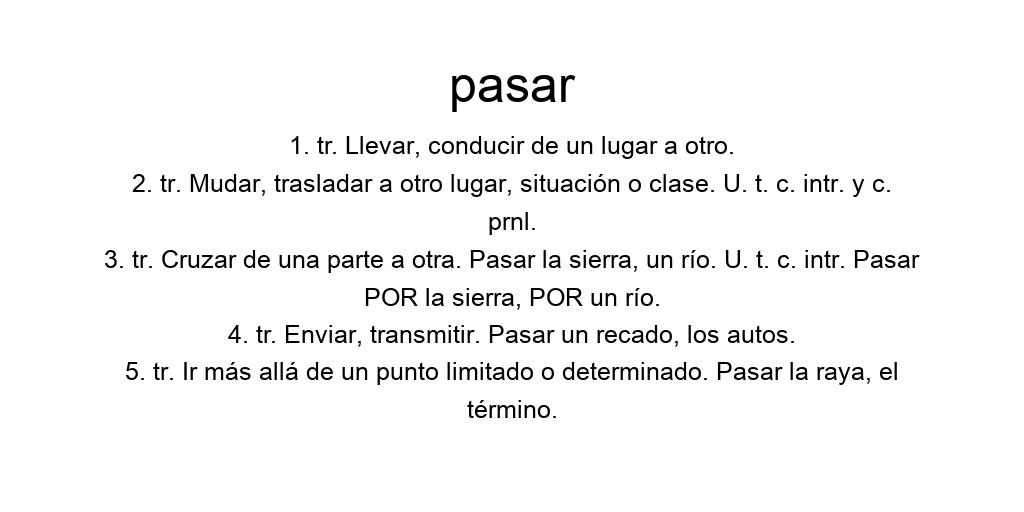 pasar
1. tr. Llevar, conducir de un lugar a otro.
2. tr. Mudar, trasladar a otro lugar, situación o clase. U. t. c. intr. y c.
prnl.
3. tr. Cruzar de una parte a otra. Pasar la sierra, un río. U. t. c. intr. Pasar
POR la sierra, POR un río.
4. tr. Enviar, transmitir. Pasar un recado, los autos.
5. tr. Ir más allá de un punto limitado o determinado. Pasar la raya, el
término.